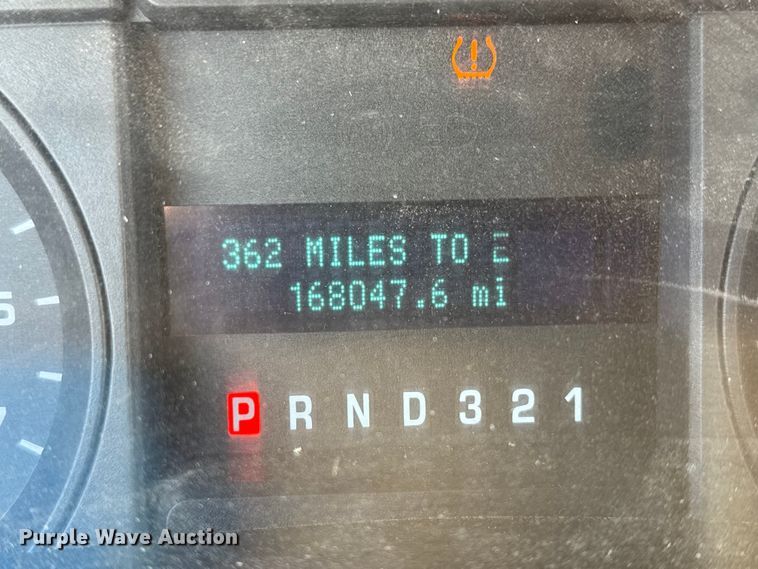 362 MILES TO E
168047.6 mi
P R N D 3 2 1
Purple Wave Auction